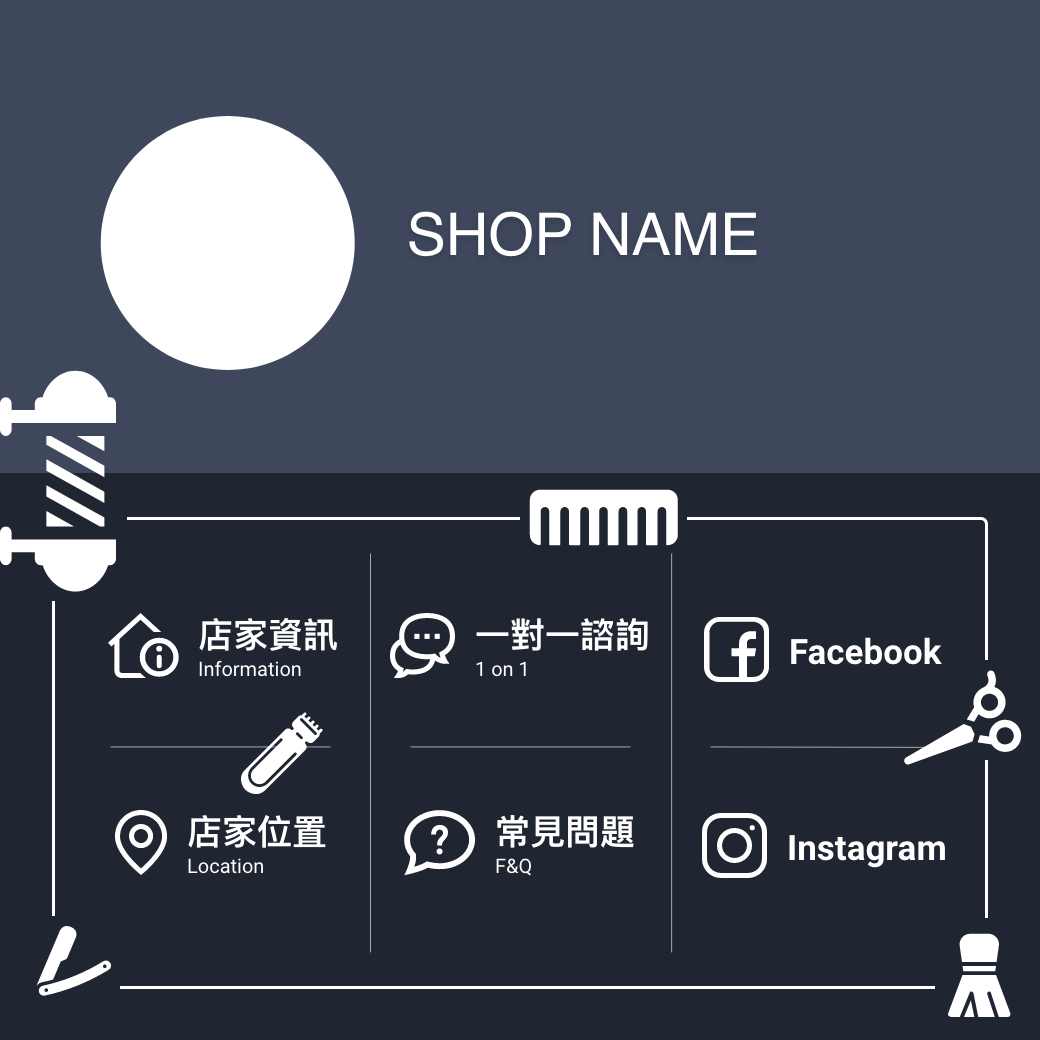 SHOP NAME
店家資訊
Information
一對一諮詢
1 on 1
Facebook
店家位置
Location
常見問題
F&Q
Instagram